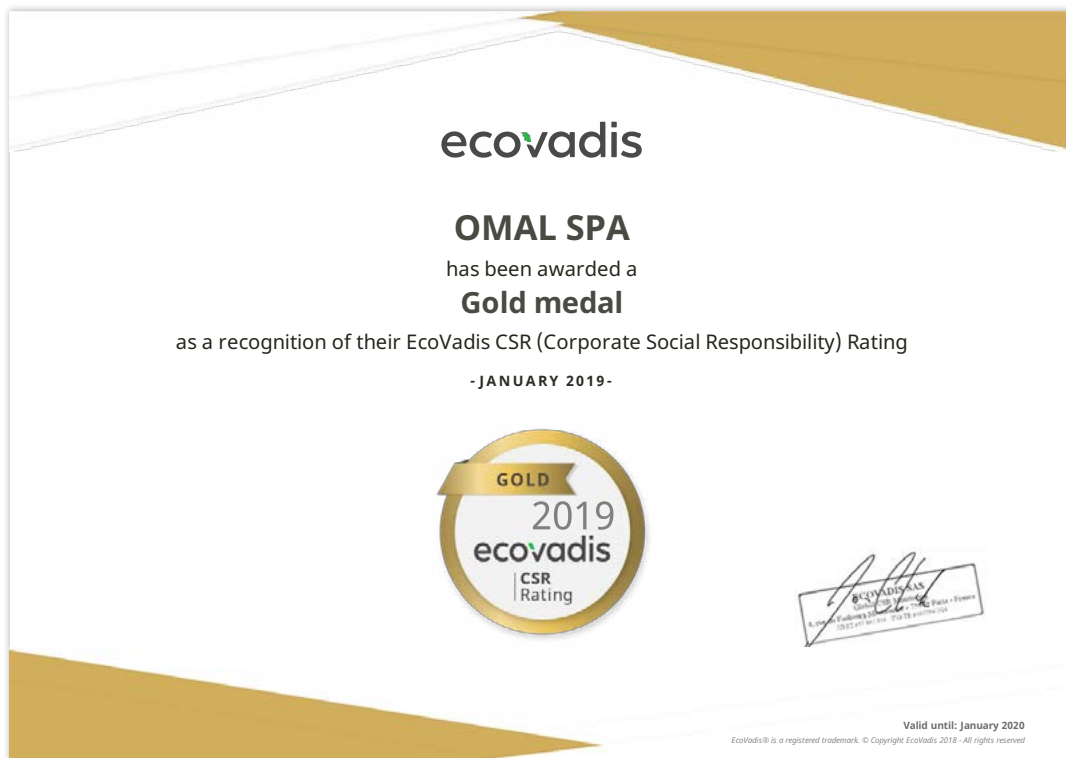 ecovadis
OMAL SPA
has been awarded a
Gold medal
as a recognition of their EcoVadis CSR (Corporate Social Responsibility) Rating
- JANUARY 2019-
GOLD
2019
ecovadis
CSR
Rating
ECOVADIS SAS
Paris - France
Valid until: January 2020
EcoVadis® is a registered trademark. © Copyright EcoVadis 2018 - All rights reserved